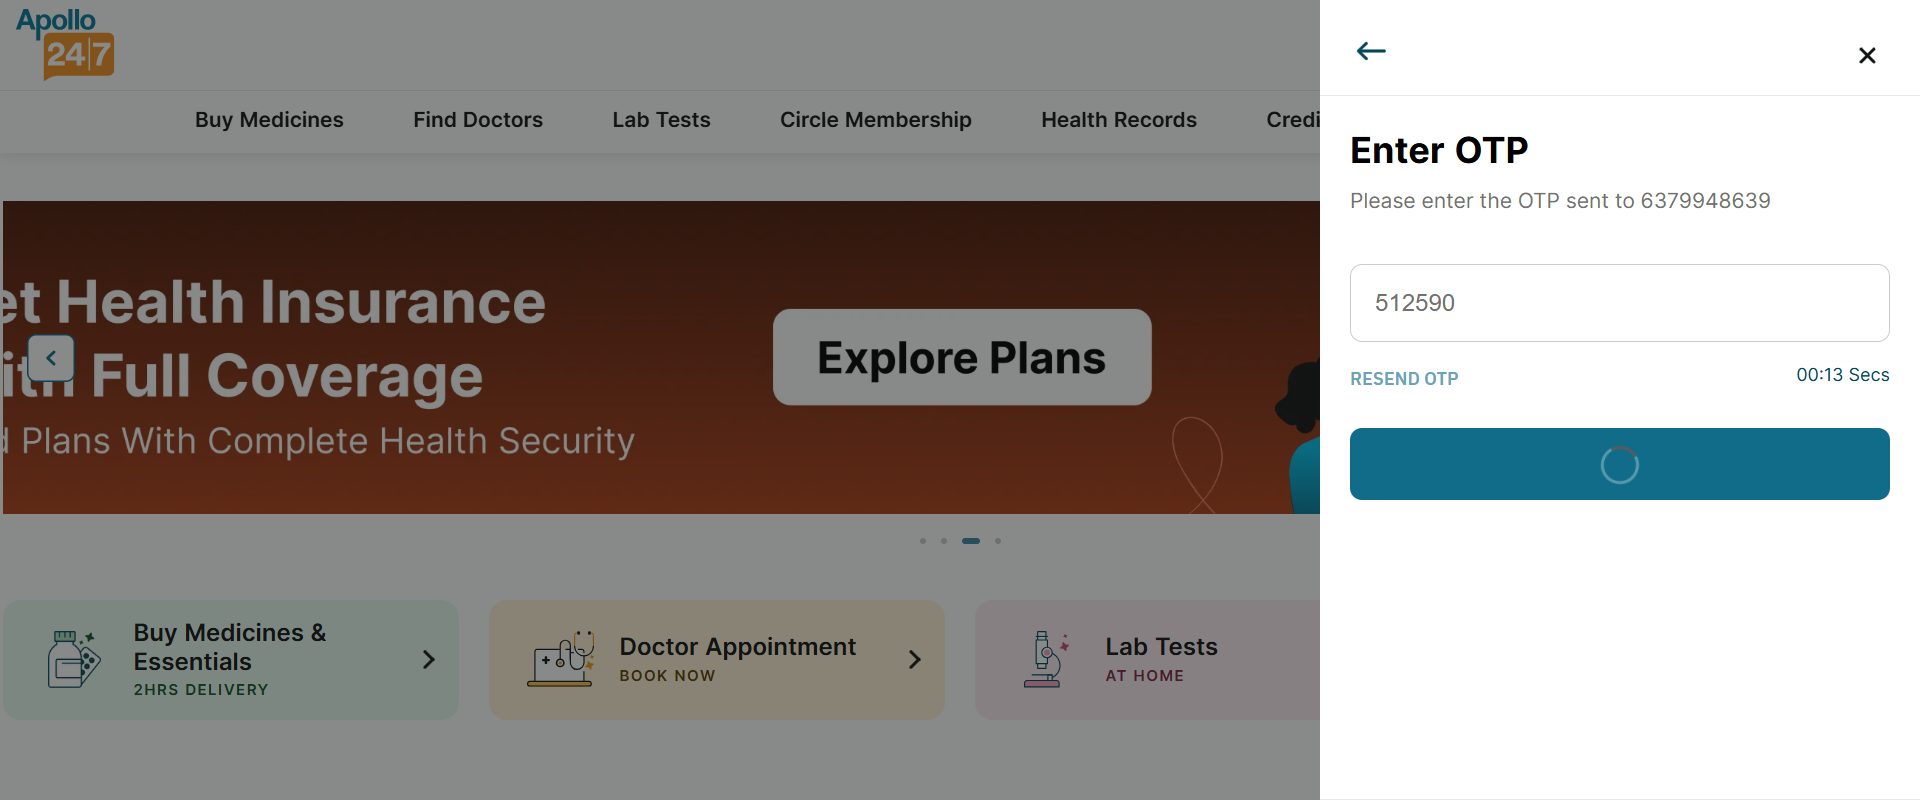 Apollo
24|7
Buy Medicines
Find Doctors
Lab Tests
Circle Membership
Health Records
Credi
et Health Insurance
ith Full Coverage
d Plans With Complete Health Security
Explore Plans
Buy Medicines &
Essentials
2HRS DELIVERY
Doctor Appointment
BOOK NOW
Lab Tests
AT HOME
Enter OTP
Please enter the OTP sent to 6379948639
512590
RESEND OTP
00:13 Secs